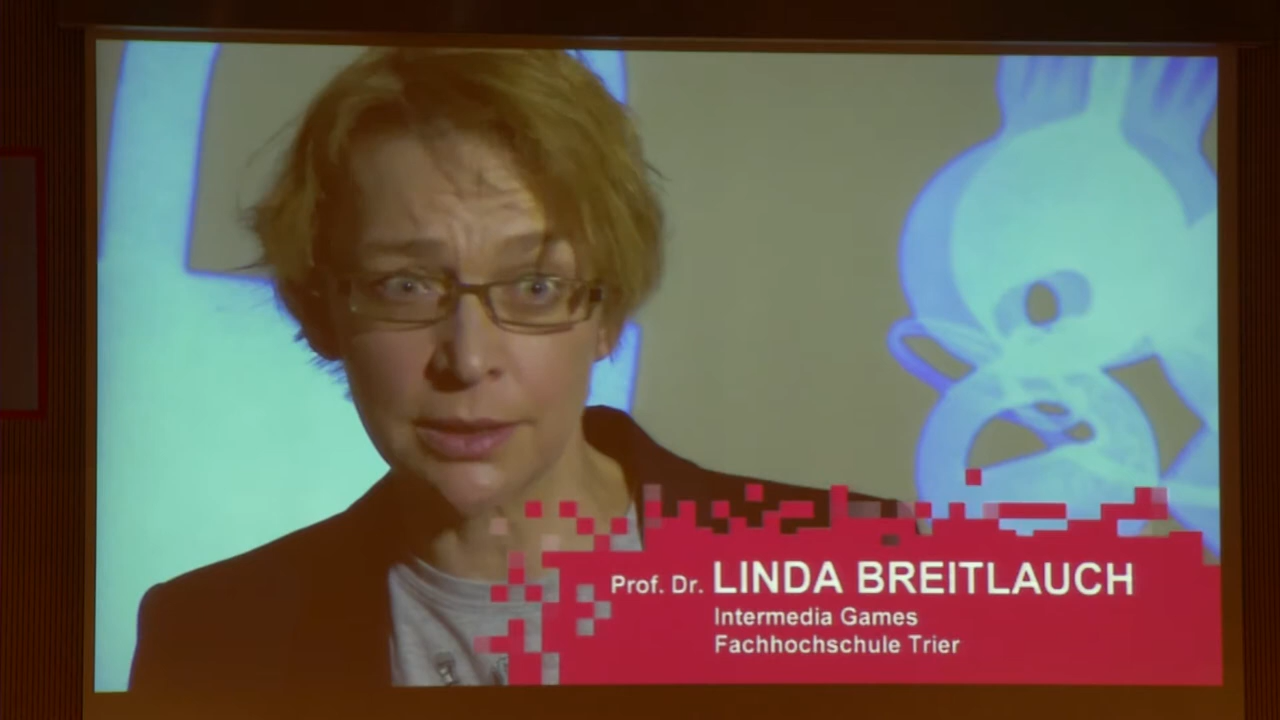 Prof. Dr. LINDA BREITLAUCH
Intermedia Games
Fachhochschule Trier